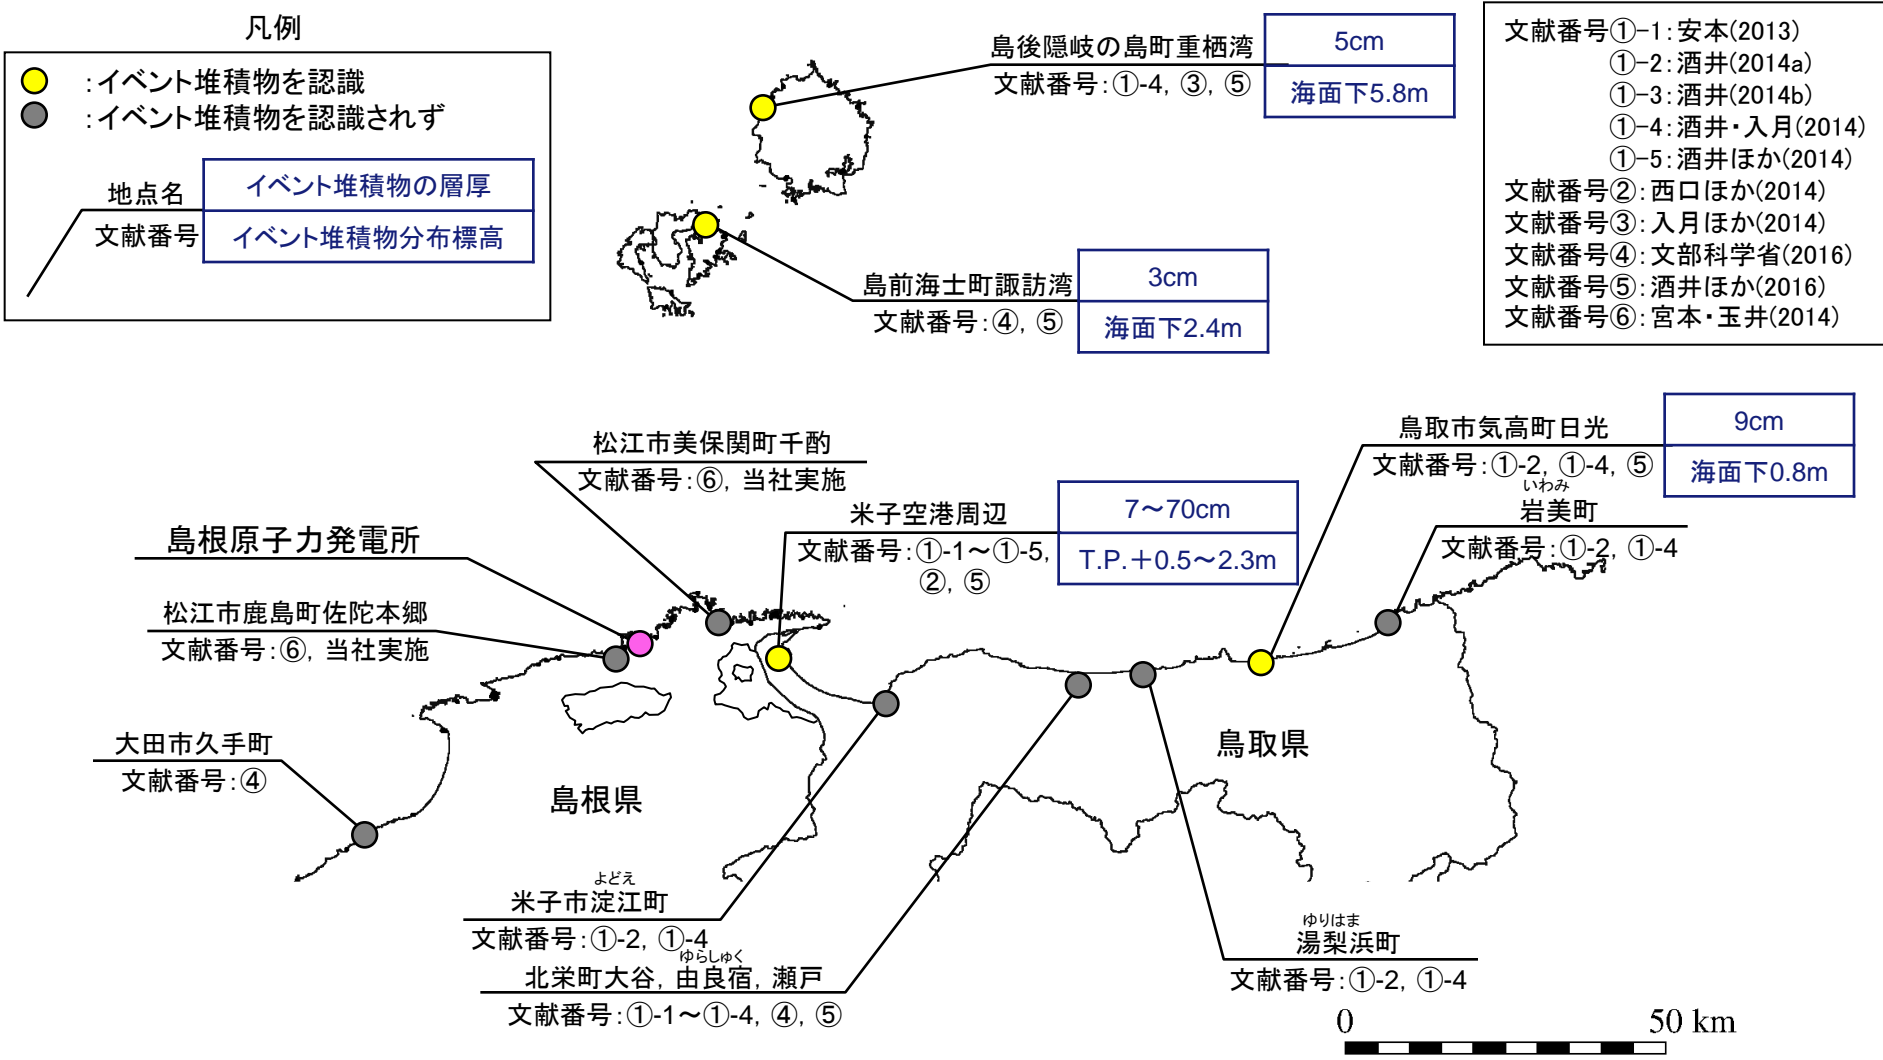 凡例
：イベント堆積物を認識
：イベント堆積物を認識されず
地点名
文献番号
イベント堆積物の層厚
イベント堆積物分布標高
島後隠岐の島町重栖湾
文献番号：①-4, ③, ⑤
5cm
海面下5.8m
島前海士町諏訪湾
文献番号：④, ⑤
3cm
海面下2.4m
文献番号①-1：安本(2013)
①-2：酒井(2014a)
①-3：酒井(2014b)
①-4：酒井・入月(2014)
①-5：酒井ほか(2014)
文献番号②：西口ほか(2014)
文献番号③：入月ほか(2014)
文献番号④：文部科学省(2016)
文献番号⑤：酒井ほか(2016)
文献番号⑥：宮本・玉井(2014)
松江市美保関町千酌
文献番号：⑥, 当社実施
島根原子力発電所
松江市鹿島町佐陀本郷
文献番号：⑥, 当社実施
米子空港周辺
文献番号：①-1～①-5,
②, ⑤
7～70cm
T.P.＋0.5～2.3m
鳥取市気高町日光
文献番号：①-2, ①-4, ⑤
9cm
海面下0.8m
いわみ
岩美町
文献番号：①-2, ①-4
大田市久手町
文献番号：④
島根県
鳥取県
よどえ
米子市淀江町
文献番号：①-2, ①-4
ゆらしゅく
北栄町大谷, 由良宿, 瀬戸
文献番号：①-1～①-4, ④, ⑤
ゆりはま
湯梨浜町
文献番号：①-2, ①-4
0
50 km